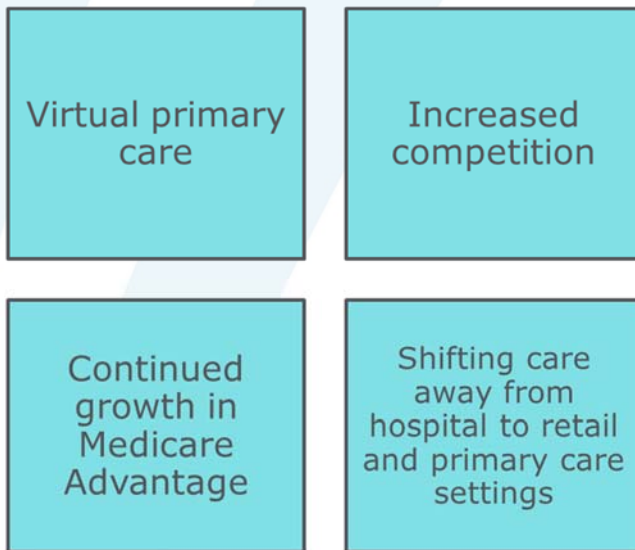 Virtual primary
care
Increased
competition
Continued
growth in
Medicare
Advantage
Shifting care
away from
hospital to retail
and primary care
settings